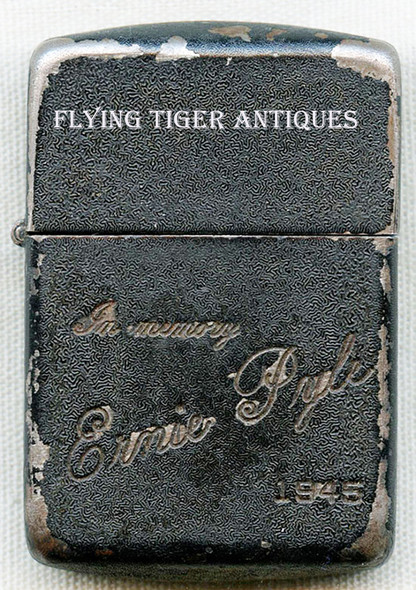 FLYING TIGER ANTIQUES
In memory
Ernie Pyle
1945